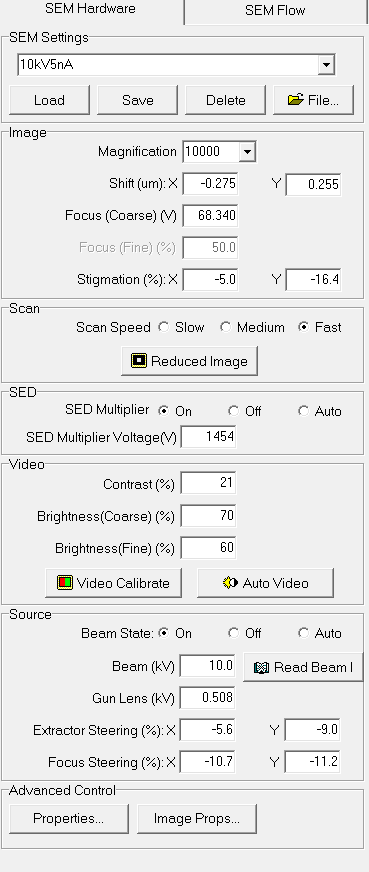 SEM Hardware SEM Flow
SEM Settings
10kV5nA
Load Save Delete File...
Image
Magnification 10000
Shift (um): X -0.275 Y 0.255
Focus (Coarse) (V) 68.340
Focus (Fine) (%) 50.0
Stigmation (%): X -5.0 Y -16.4
Scan
Scan Speed Slow Medium Fast
Reduced Image
SED
SED Multiplier On Off Auto
SED Multiplier Voltage(V) 1454
Video
Contrast (%) 21
Brightness(Coarse) (%) 70
Brightness(Fine) (%) 60
Video Calibrate Auto Video
Source
Beam State: On Off Auto
Beam (kV) 10.0 Read Beam I
Gun Lens (kV) 0.508
Extractor Steering (%): X -5.6 Y -9.0
Focus Steering (%): X -10.7 Y -11.2
Advanced Control
Properties... Image Props...